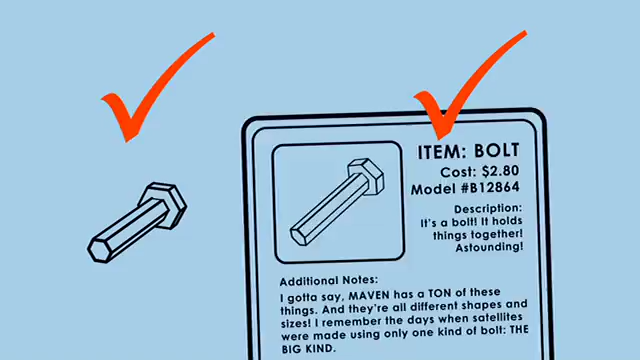 ITEM: BOLT
Cost: $2.80
Model #B12864
Description:
It's a bolt! It holds
things together!
Astounding!
Additional Notes:
I gotta say, MAVEN has a TON of these
things. And they're all different shapes and
sizes! I remember the days when satellites
were made using only one kind of bolt: THE
BIG KIND.